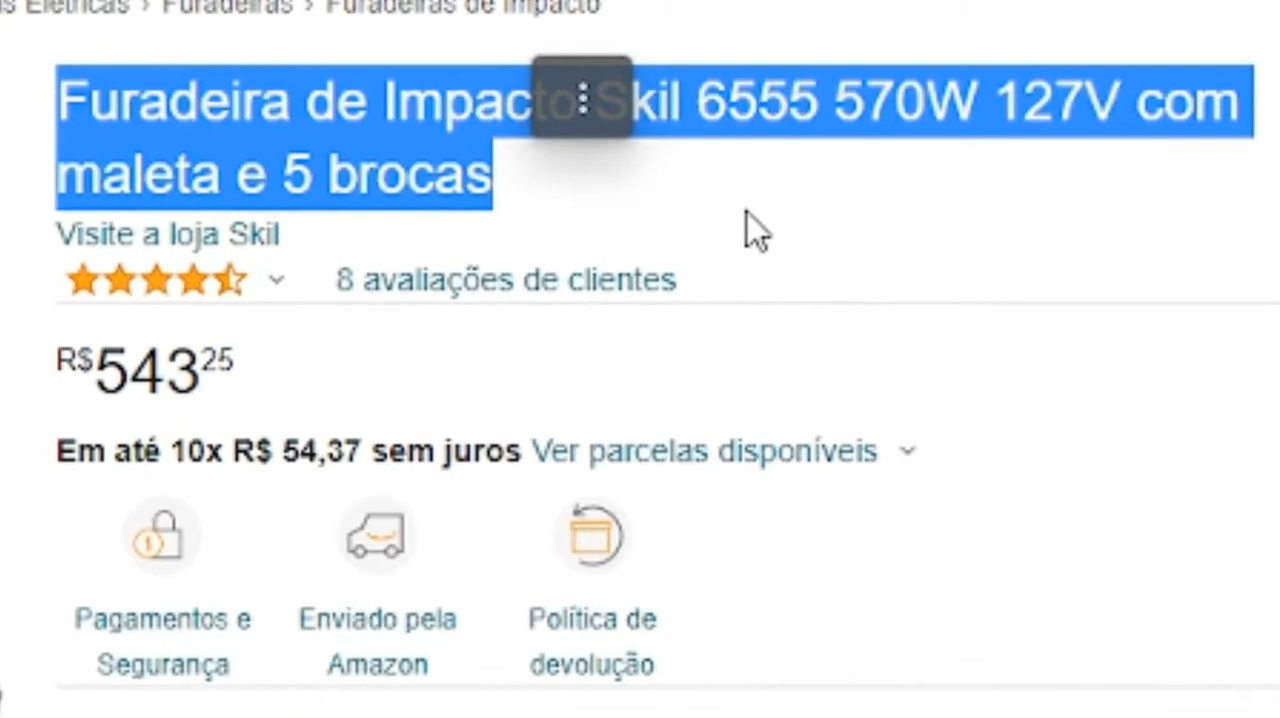 Elétricas › Furadeiras › Furadeiras de Impacto
Furadeira de Impacto Skil 6555 570W 127V com
maleta e 5 brocas
Visite a loja Skil
8 avaliações de clientes
R$54325
Em até 10x R$ 54,37 sem juros Ver parcelas disponíveis
Pagamentos e Enviado pela Política de
Segurança Amazon devolução